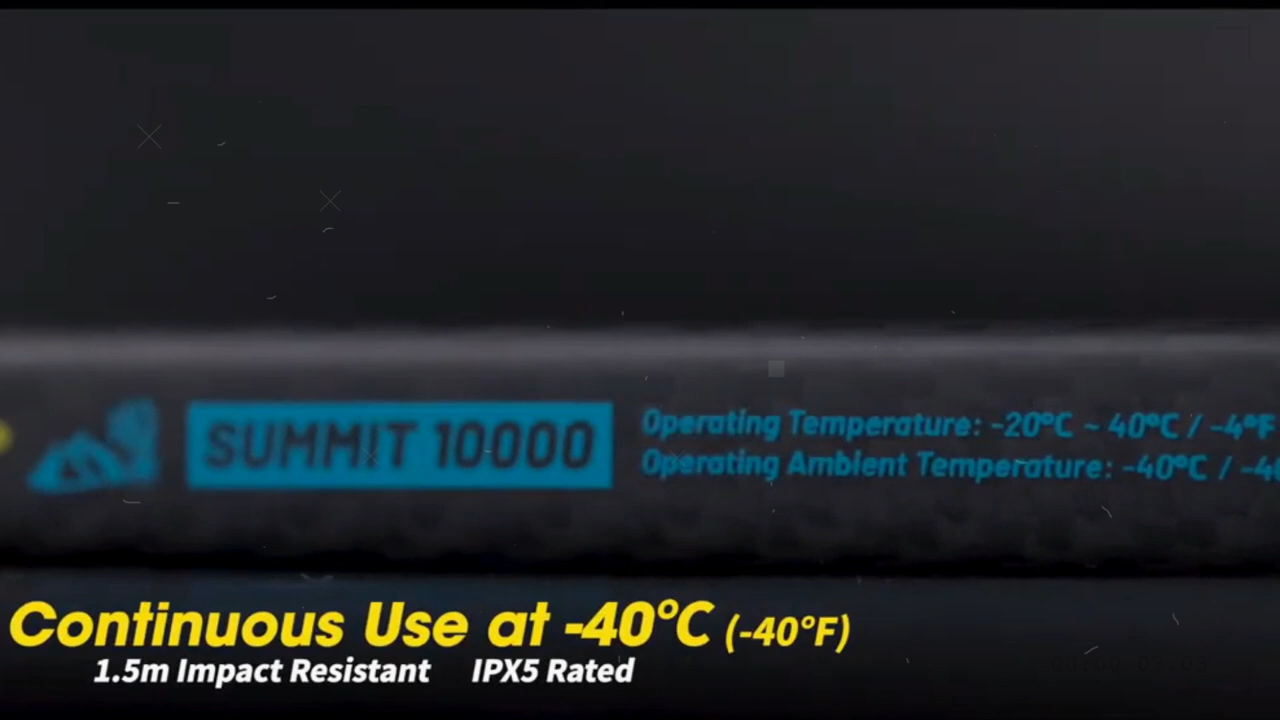 SUMMIT 10000
Operating Temperature: -20°C ~ 40°C / -4°F
Operating Ambient Temperature: -40°C / -4
Continuous Use at -40°C (-40°F)
1.5m Impact Resistant IPX5 Rated